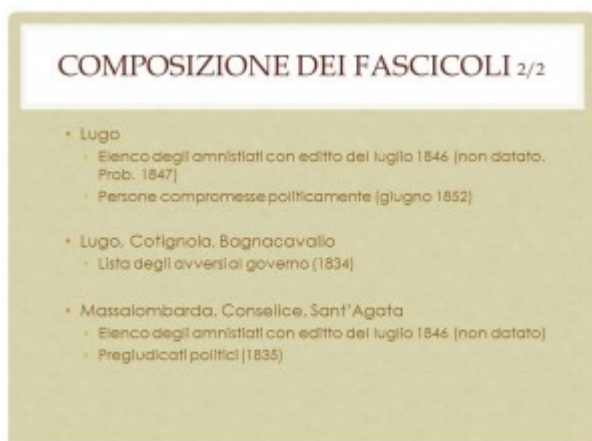 COMPOSIZIONE DEI FASCICOLI 2/2
• Lugo
◦ Elenco degli amnistiati con editto del luglio 1846 (non datato.
Prob. 1847)
◦ Persone compromesse politicamente (giugno 1852)
• Lugo, Cotignola, Bagnacavallo
◦ Lista degli avversi al governo (1834)
• Massalombarda, Conselice, Sant'Agata
◦ Elenco degli amnistiati con editto del luglio 1846 (non datato)
◦ Pregiudicati politici (1835)